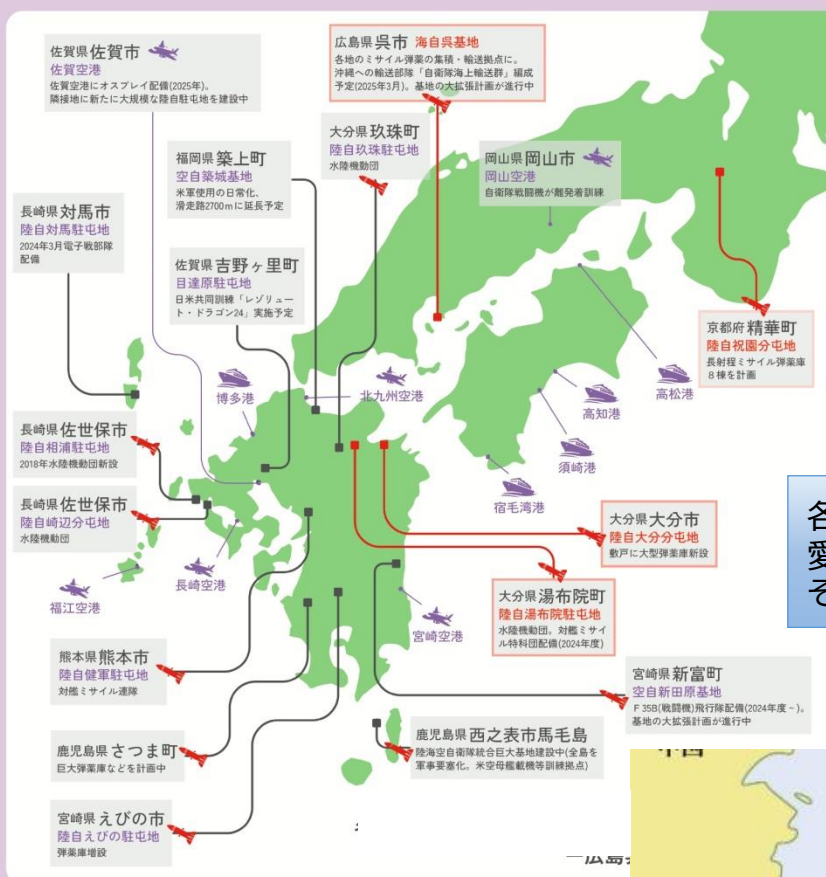 佐賀県佐賀市
佐賀空港
佐賀空港にオスプレイ配備(2025年)。
隣接地に新たに大規模な陸自駐屯地を建設中
広島県呉市 海自呉基地
各地のミサイル弾薬の集積・輸送拠点に。
沖縄への輸送部隊「自衛隊海上輸送群」編成
予定(2025年3月)。基地の大拡張計画が進行中
福岡県築上町
空自築城基地
米軍使用の日常化、
滑走路2700mに延長予定
大分県玖珠町
陸自玖珠駐屯地
水陸機動団
岡山県岡山市
岡山空港
自衛隊戦闘機が離発着訓練
長崎県対馬市
陸自対馬駐屯地
2024年3月電子戦部隊
配備
佐賀県吉野ヶ里町
目達原駐屯地
日米共同訓練「レゾリュー
ト・ドラゴン24」実施予定
京都府精華町
陸自祝園分屯地
長射程ミサイル弾薬庫
8棟を計画
博多港
北九州空港
高松港
高知港
須崎港
宿毛湾港
長崎県佐世保市
陸自相浦駐屯地
2018年水陸機動団新設
長崎県佐世保市
陸自崎辺分屯地
水陸機動団
大分県大分市
陸自大分分屯地
敷戸に大型弾薬庫新設
各
愛
そ
福江空港
長崎空港
宮崎空港
大分県湯布院町
陸自湯布院駐屯地
水陸機動団。対艦ミサイ
ル特科団配備(2024年度)
熊本県熊本市
陸自健軍駐屯地
対艦ミサイル連隊
宮崎県新富町
空自新田原基地
F35B(戦闘機)飛行隊配備(2024年度~)。
基地の大拡張計画が進行中
鹿児島県さつま町
巨大弾薬庫などを計画中
鹿児島県西之表市馬毛島
陸海空自衛隊統合巨大基地建設中(全島を
軍事要塞化。米空母艦載機等訓練拠点)
宮崎県えびの市
陸自えびの駐屯地
弾薬庫増設
中国
ー広島